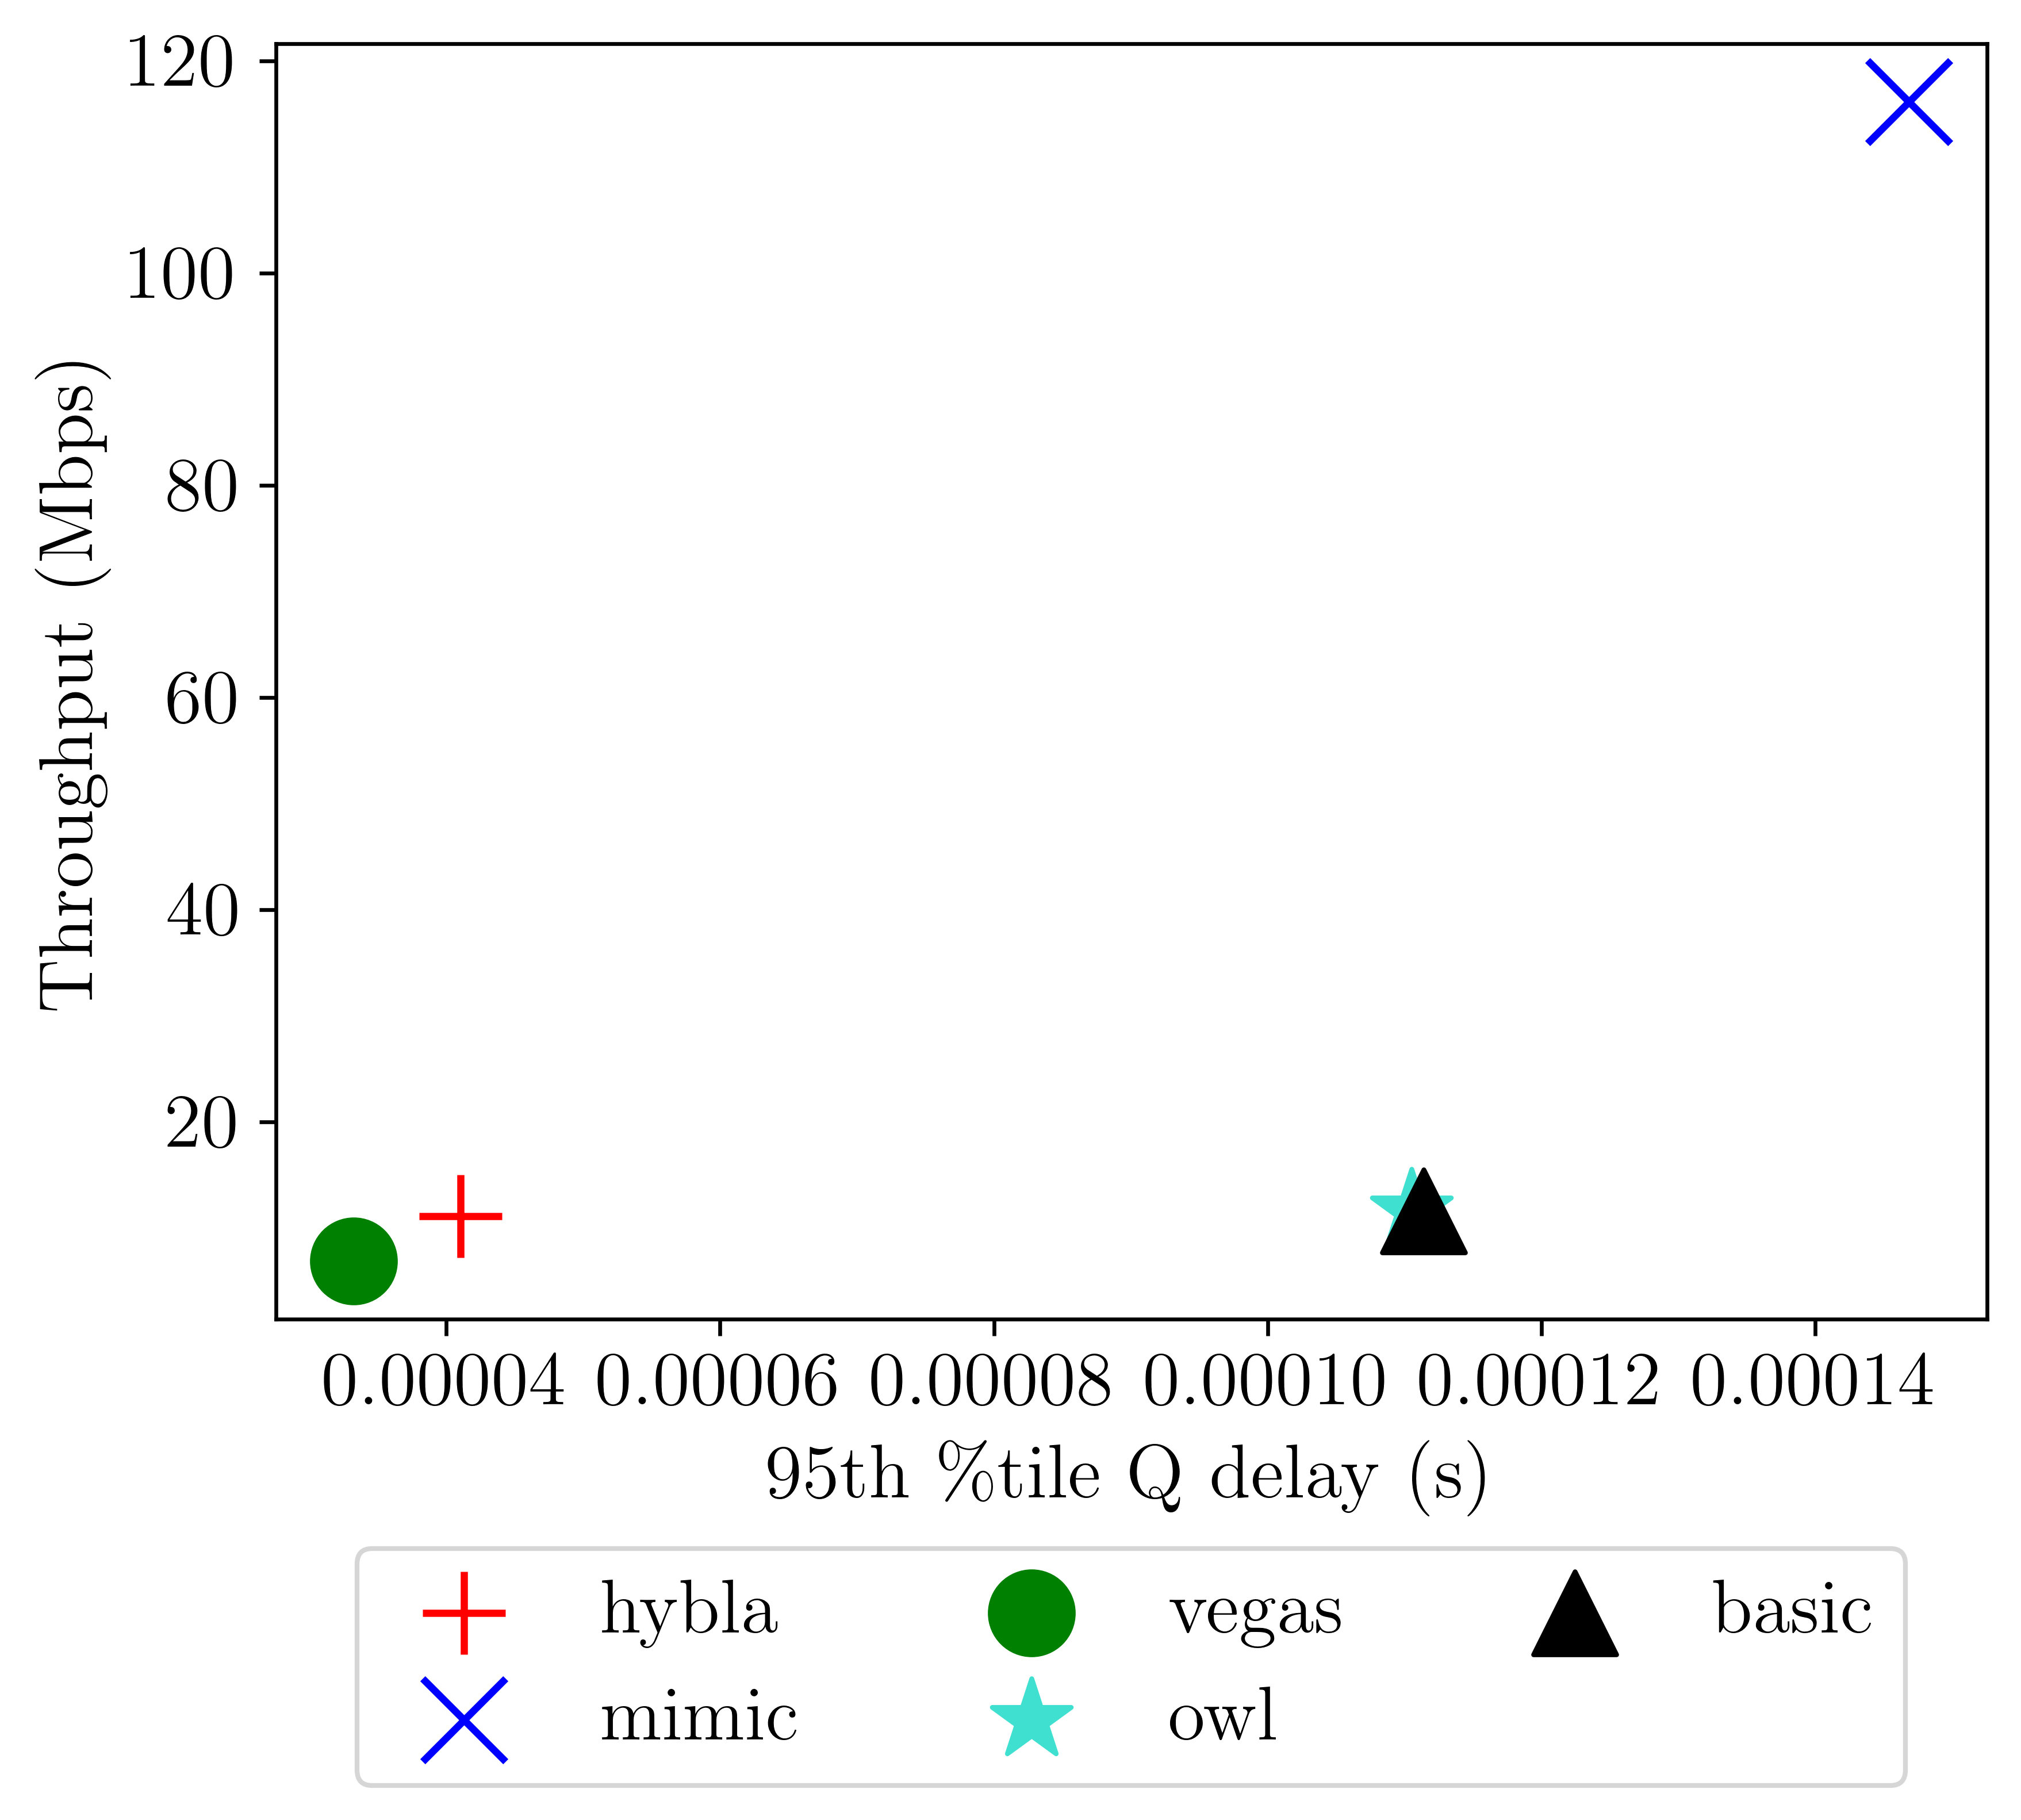 120
100
80
60
40
20
Throughput (Mbps)
0.00004 0.00006 0.00008 0.00010 0.00012 0.00014
95th %tile Q delay (s)
hybla vegas basic
mimic owl